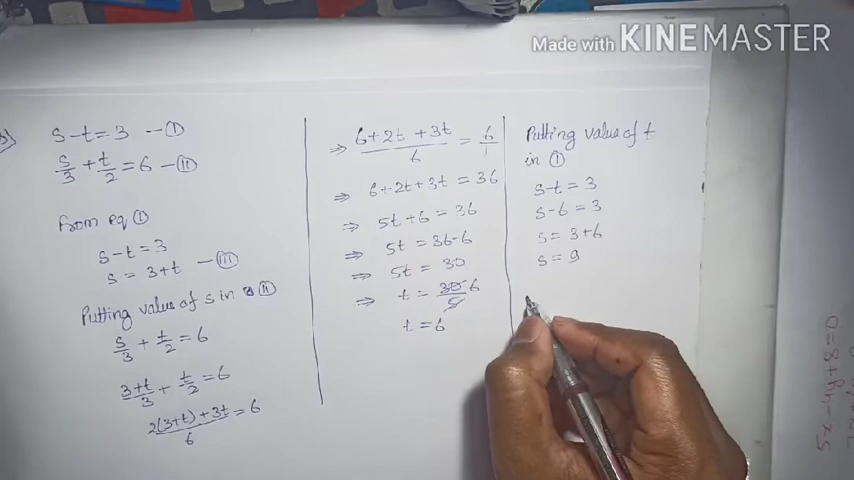 Made with KINEMASTER
s-t=3 -Ⓘ
s/3 + t/2 = 6 -Ⓘⓘ
From eq Ⓘ
s-t=3
s = 3+t -Ⓘⓘⓘ
Putting value of s in Ⓘⓘ
s/3 + t/2 = 6
3+t/3 + t/2 = 6
2(3+t)+3t/6 = 6
⇒ 6+2t+3t/6 = 6/1
⇒ 6+2t+3t = 36
⇒ 5t+6 = 36
⇒ 5t = 36-6
⇒ 5t = 30
⇒ t = 30/5 6
t = 6
Putting value of t
in Ⓘ
s-t = 3
s-6 = 3
s = 3+6
s = 9